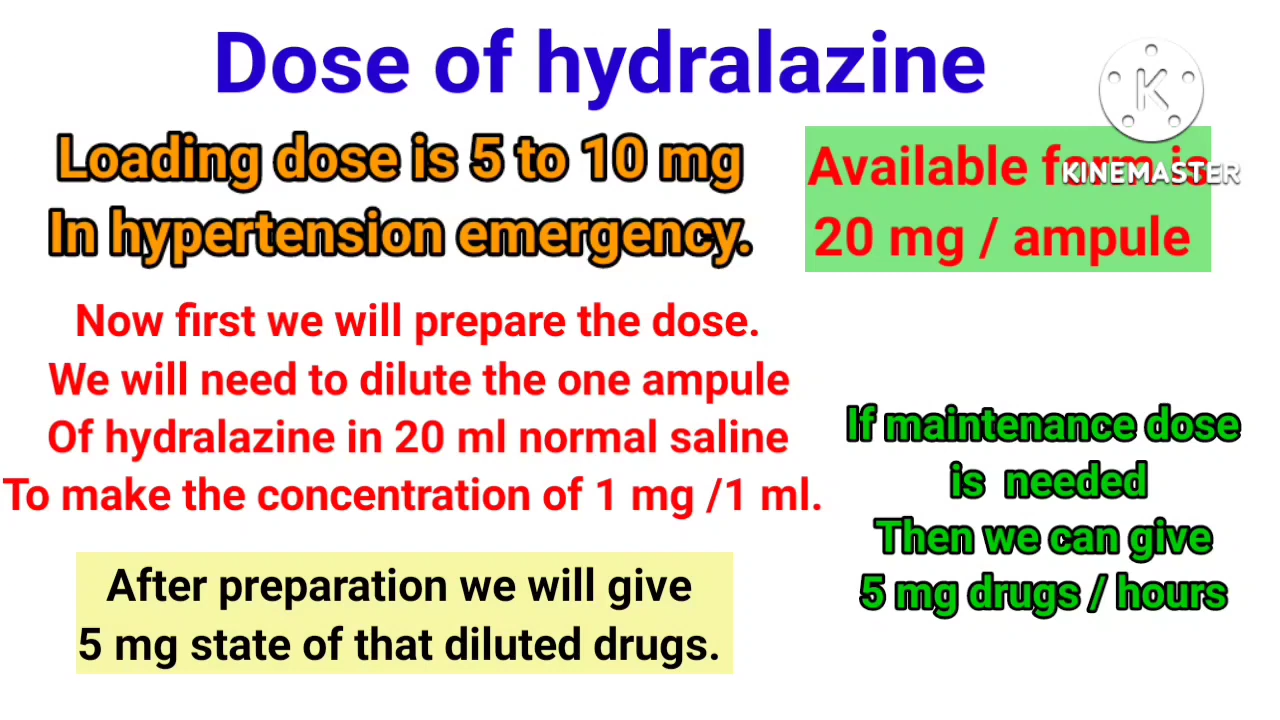 Dose of hydralazine
Loading dose is 5 to 10 mg
In hypertension emergency.
Available form is
20 mg / ampule
KINEMASTER
Now first we will prepare the dose.
We will need to dilute the one ampule
Of hydralazine in 20 ml normal saline
To make the concentration of 1 mg /1 ml.
If maintenance dose
is needed
Then we can give
5 mg drugs / hours
After preparation we will give
5 mg state of that diluted drugs.